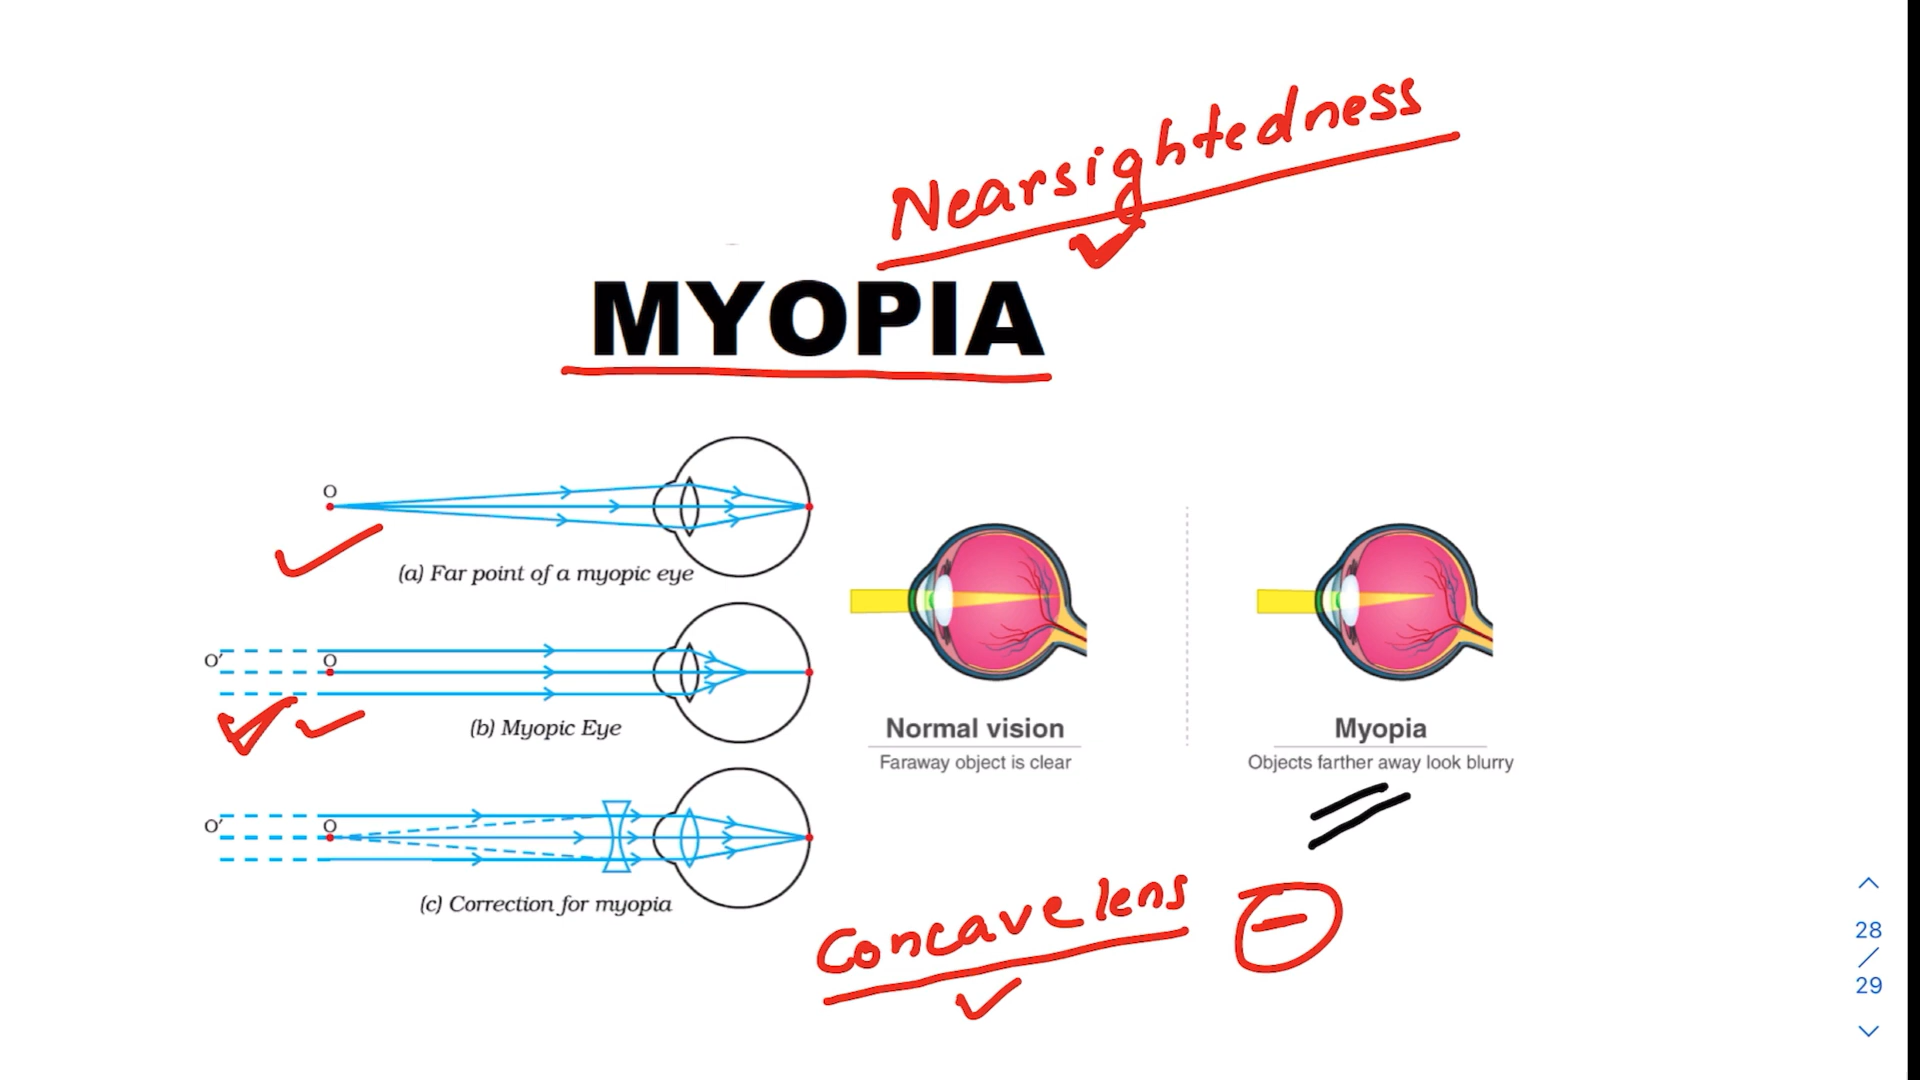 Nearsightedness
MYOPIA
O
(a) Far point of a myopic eye
O' O
(b) Myopic Eye
O' O
(c) Correction for myopia
Normal vision
Faraway object is clear
Myopia
Objects farther away look blurry
Concave lens −
28
/
29